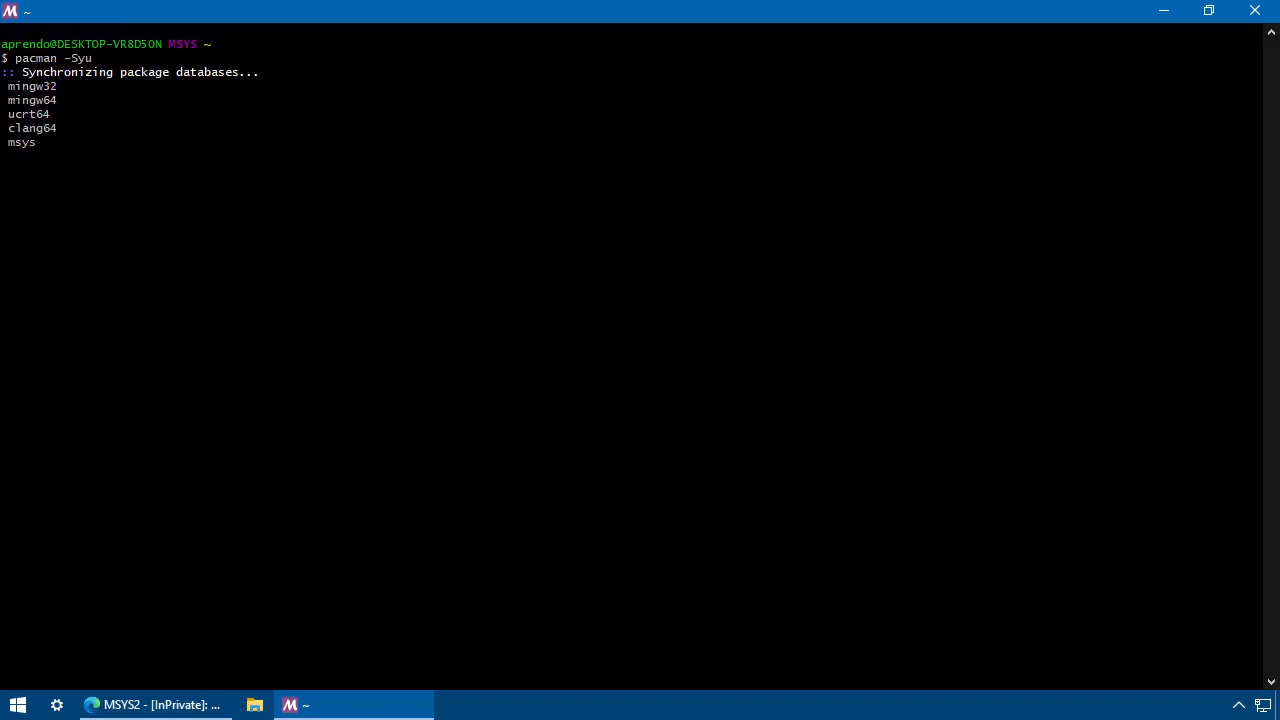 ~
aprendo@DESKTOP-VR8D5ON MSYS ~
$ pacman -Syu
:: Synchronizing package databases...
mingw32
mingw64
ucrt64
clang64
msys
MSYS2 - [InPrivate]: ...
~